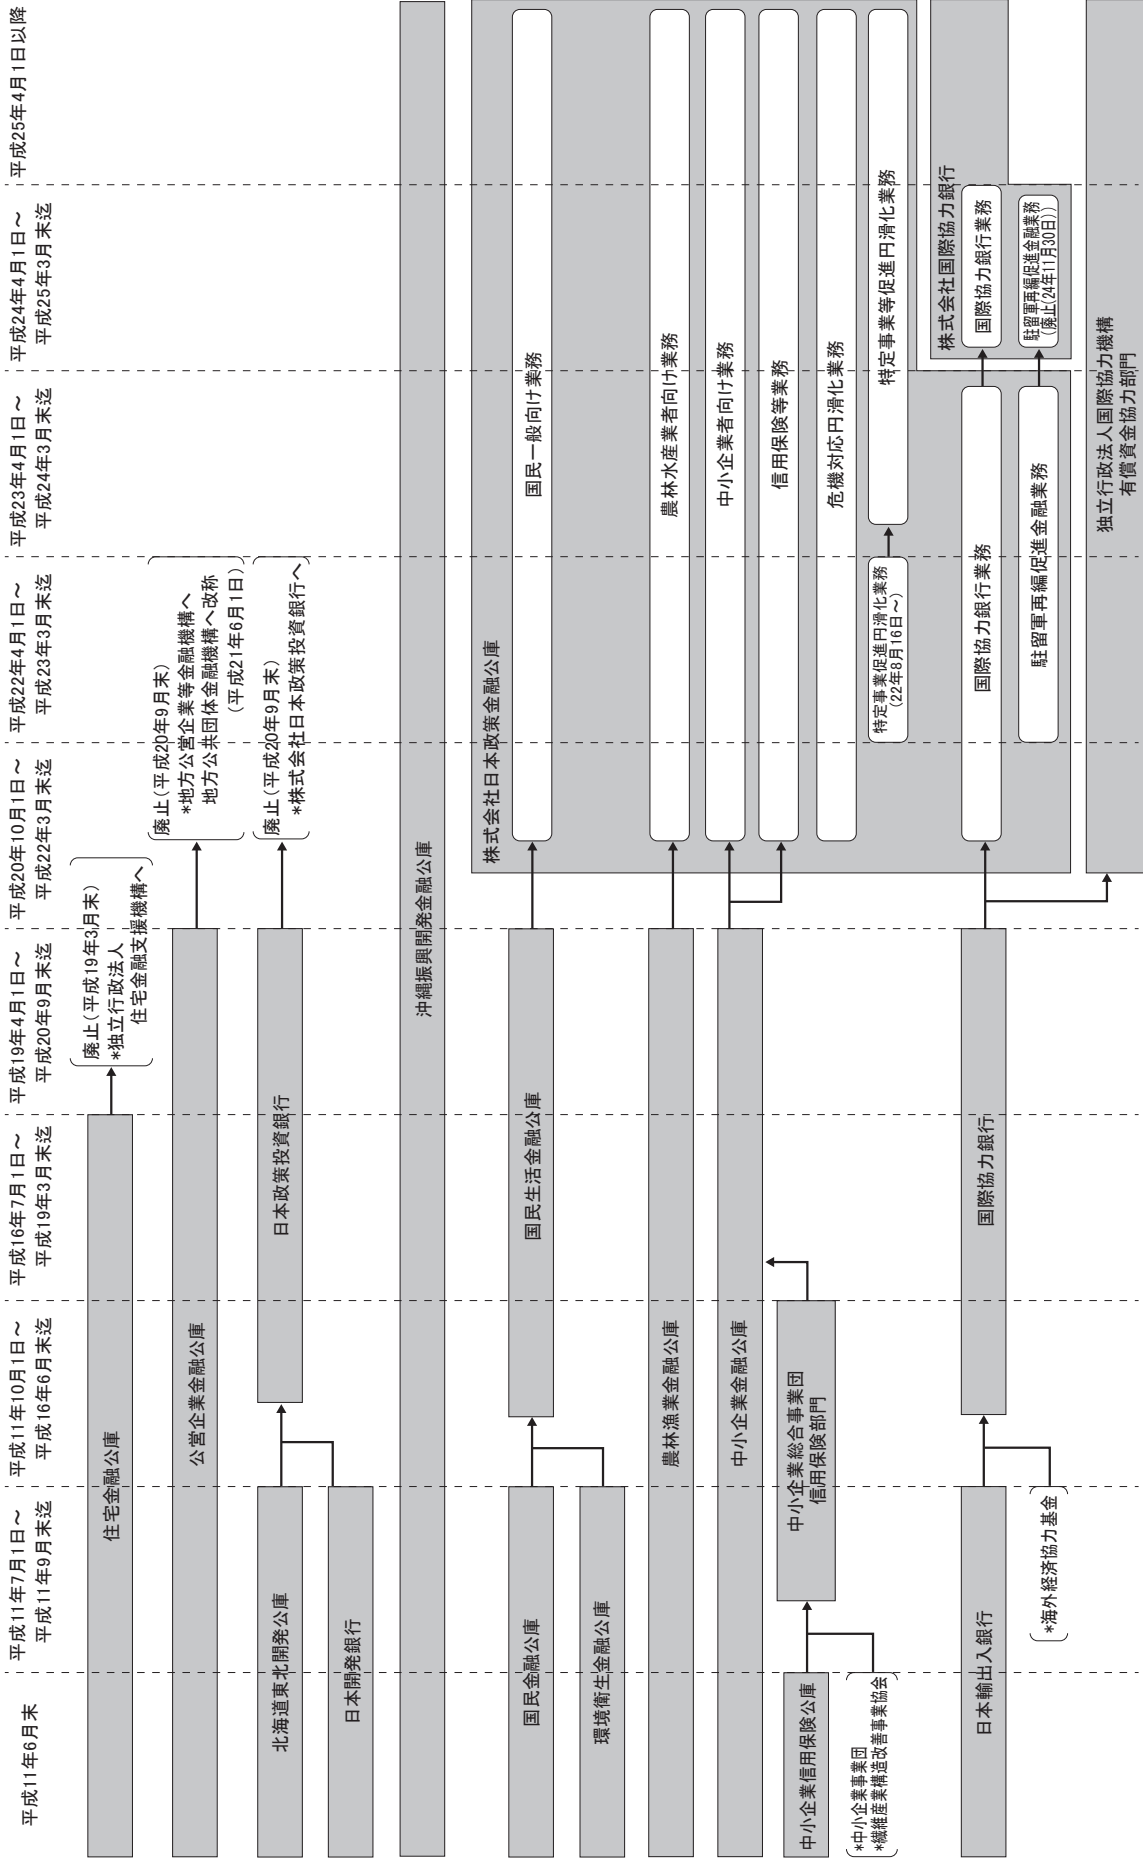 平成11年6月末
平成11年7月1日~
平成11年9月末迄
平成11年10月1日~
平成16年6月末迄
平成16年7月1日~
平成19年3月末迄
平成19年4月1日~
平成20年9月末迄
平成20年10月1日~
平成22年3月末迄
平成22年4月1日~
平成23年3月末迄
平成23年4月1日~
平成24年3月末迄
平成24年4月1日~
平成25年3月末迄
平成25年4月1日以降
住宅金融公庫
廃止(平成19年3月末)
*独立行政法人
住宅金融支援機構へ
公営企業金融公庫
廃止(平成20年9月末)
*地方公営企業等金融機構へ
地方公共団体金融機構へ改称
(平成21年6月1日)
北海道東北開発公庫
日本開発銀行
日本政策投資銀行
廃止(平成20年9月末)
*株式会社日本政策投資銀行へ
沖縄振興開発金融公庫
株式会社日本政策金融公庫
国民金融公庫
環境衛生金融公庫
国民生活金融公庫
国民一般向け業務
農林漁業金融公庫
農林水産業者向け業務
中小企業金融公庫
中小企業者向け業務
信用保険等業務
中小企業信用保険公庫
*中小企業事業団
*繊維産業構造改善事業協会
中小企業総合事業団
信用保険部門
危機対応円滑化業務
特定事業促進円滑化業務
(22年8月16日~)
特定事業等促進円滑化業務
株式会社国際協力銀行
日本輸出入銀行
*海外経済協力基金
国際協力銀行
国際協力銀行業務
国際協力銀行業務
駐留軍再編促進金融業務
駐留軍再編促進金融業務
(廃止(24年11月30日))
独立行政法人国際協力機構
有償資金協力部門